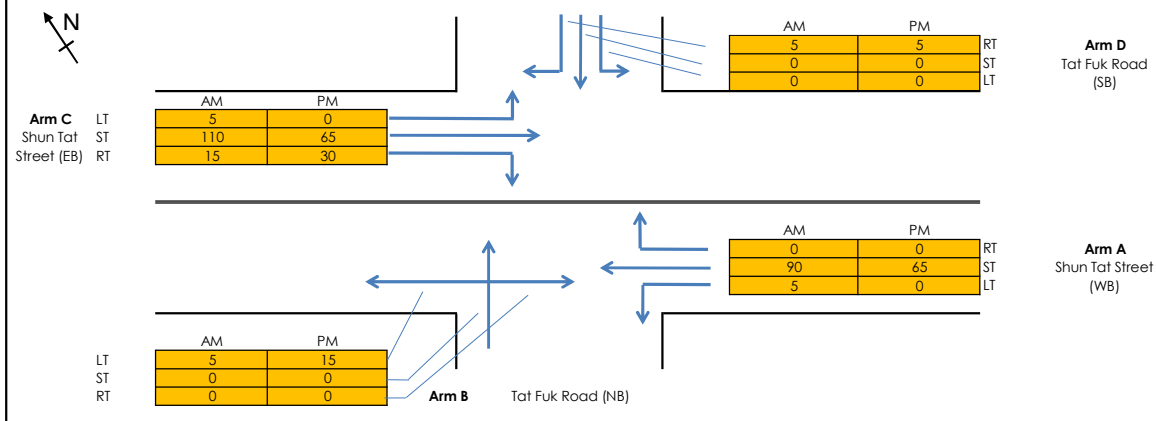 N
AM PM
5 5 RT
0 0 ST
0 0 LT
Arm D
Tat Fuk Road
(SB)
AM PM
Arm C LT 5 0
Shun Tat ST 110 65
Street (EB) RT 15 30
AM PM
0 0 RT
90 65 ST
5 0 LT
Arm A
Shun Tat Street
(WB)
AM PM
LT 5 15
ST 0 0
RT 0 0
Arm B Tat Fuk Road (NB)